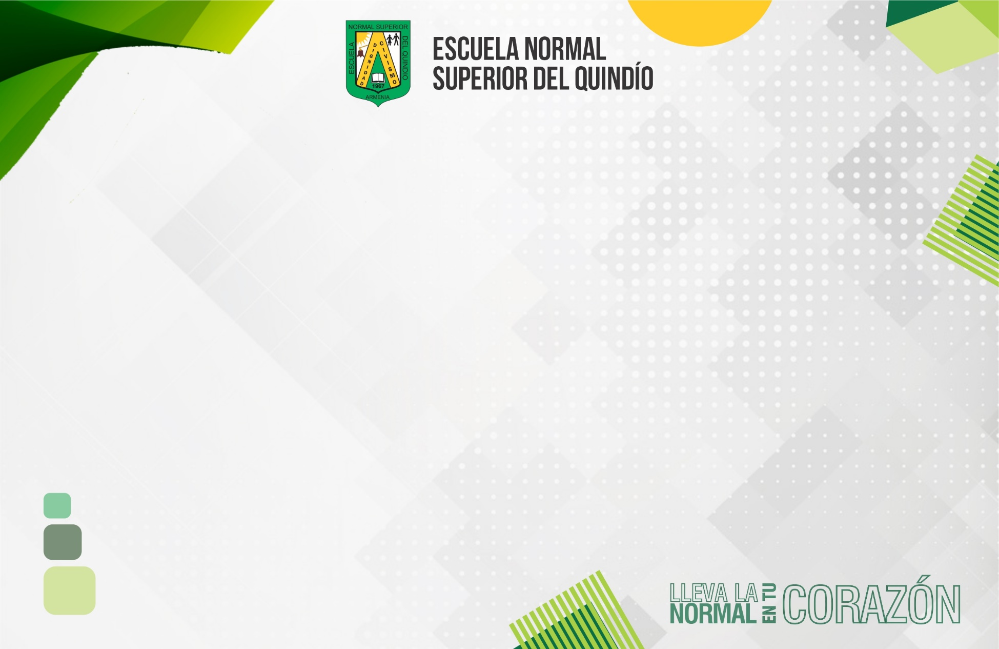 ESCUELA
NORMAL SUPERIOR
DEL QUINDIO
DIGNIDAD
CIVISMO
1967
ARMENIA
ESCUELA NORMAL
SUPERIOR DEL QUINDÍO
LLEVA LA
NORMAL
EN TU
CORAZÓN